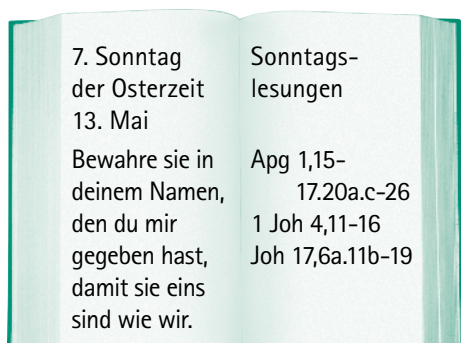 7. Sonntag
der Osterzeit
13. Mai
Bewahre sie in
deinem Namen,
den du mir
gegeben hast,
damit sie eins
sind wie wir.
Sonntags-
lesungen
Apg 1,15-
17.20a.c-26
1 Joh 4,11-16
Joh 17,6a.11b-19